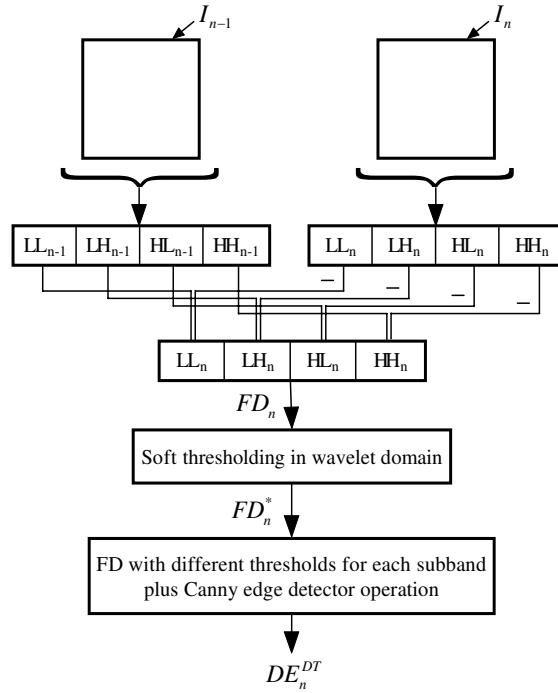 I_{n-1} I_n
LL_{n-1} LH_{n-1} HL_{n-1} HH_{n-1} LL_n LH_n HL_n HH_n
− − − −
LL_n LH_n HL_n HH_n
FD_n
Soft thresholding in wavelet domain
FD_n^*
FD with different thresholds for each subband
plus Canny edge detector operation
DE_n^{DT}